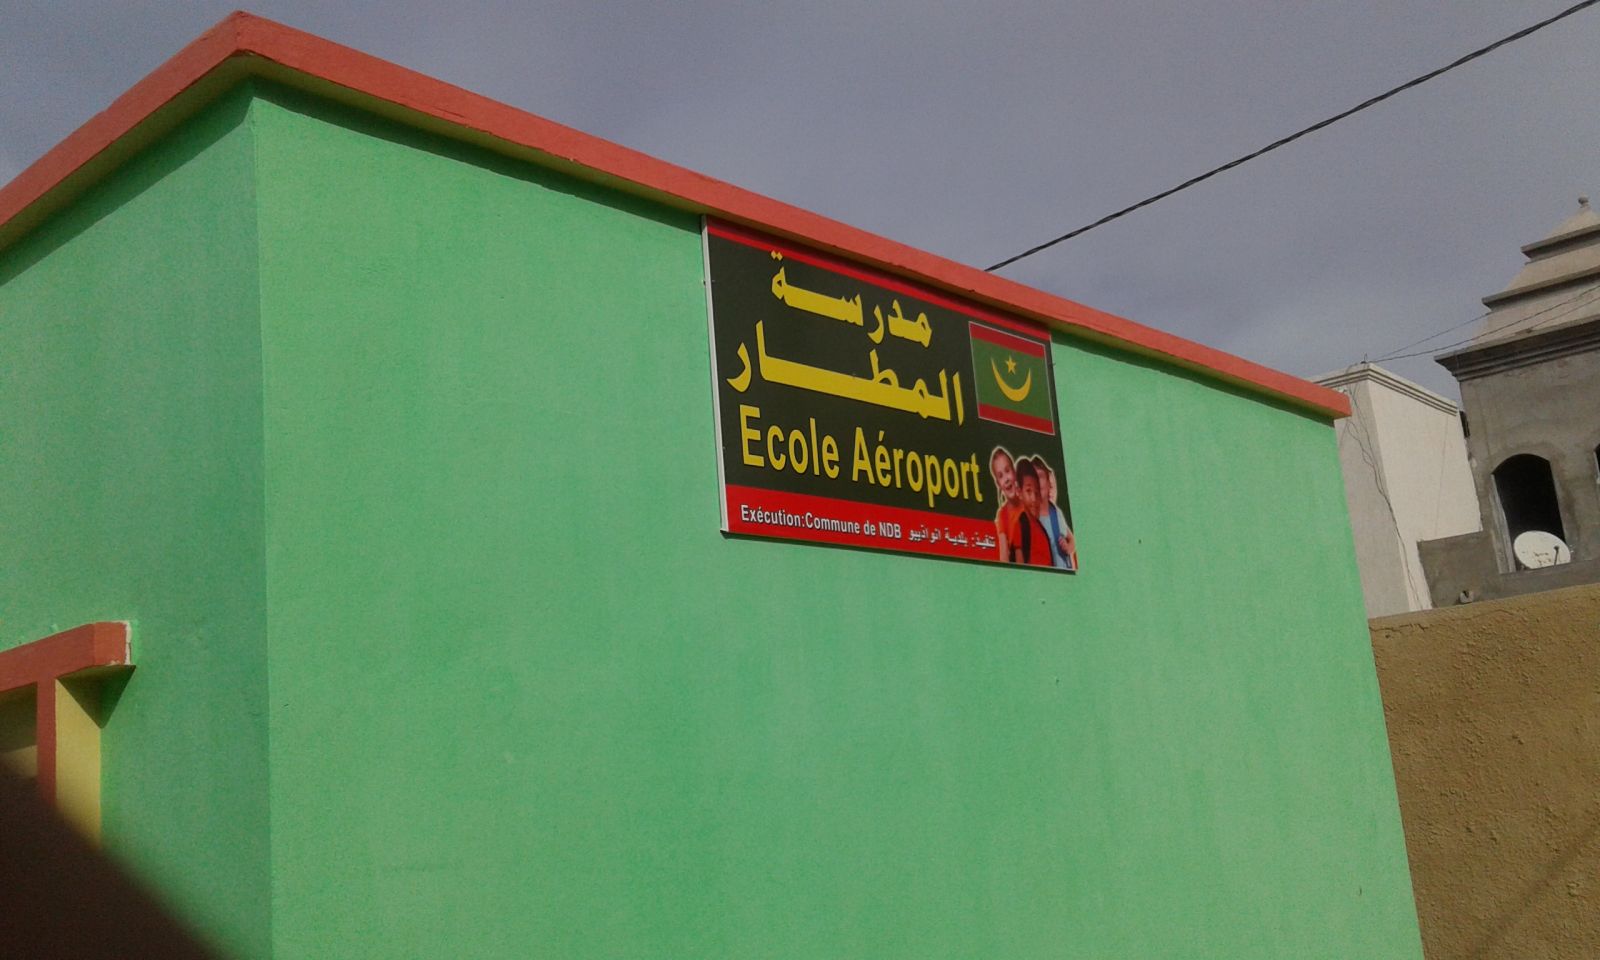 مدرسة
المطار
Ecole Aéroport
Exécution:Commune de NDB تنفيذ: بلدية انواذيبو